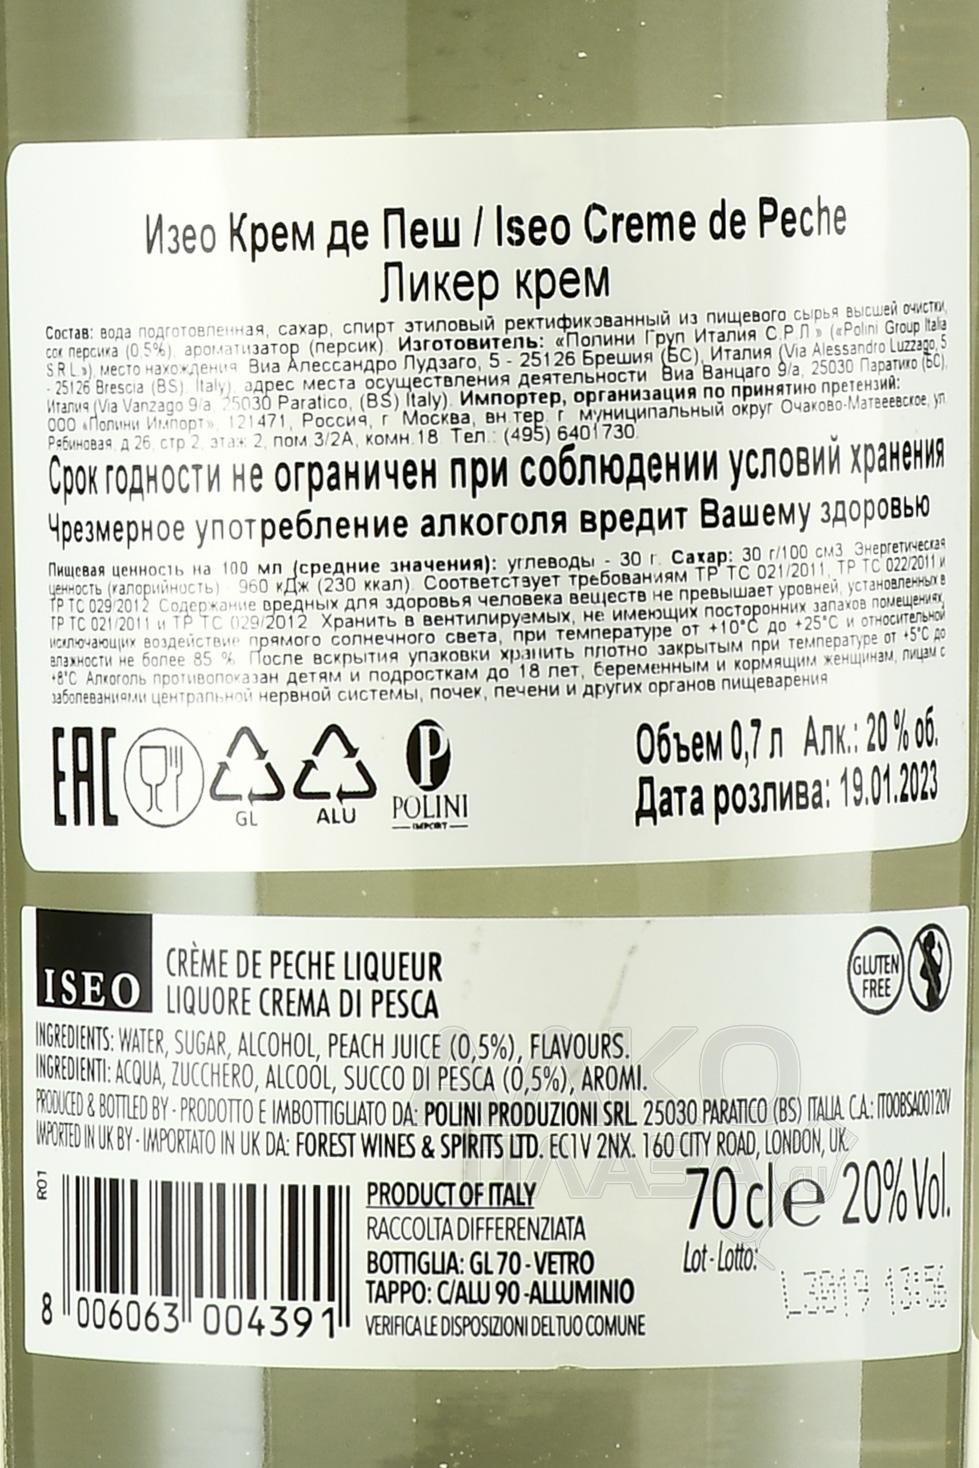 Изео Крем де Пеш / Iseo Creme de Peche
Ликер крем
Состав: вода подготовленная, сахар, спирт этиловый ректификованный из пищевого сырья высшей очистки,
сок персика (0,5%), ароматизатор (персик). Изготовитель: «Полини Груп Италия С.Р.Л.» («Polini Group Italia
S R L»), место нахождения Виа Алессандро Лудзаго, 5 - 25126 Брешия (БС), Италия (Via Alessandro Luzzago, 5
- 25126 Brescia (BS), Italy), адрес места осуществления деятельности Виа Ванцаго 9/а, 25030 Паратико (БС),
Италия (Via Vanzago 9/a, 25030 Paratico, (BS) Italy). Импортер, организация по принятию претензий:
ООО «Полини Импорт», 121471, Россия, г Москва, вн.тер. г. муниципальный округ Очаково-Матвеевское, ул.
Рябиновая, д 26, стр 2, этаж 2, пом 3/2А, комн.18 Тел.: (495) 6401730.
Срок годности не ограничен при соблюдении условий хранения
Чрезмерное употребление алкоголя вредит Вашему здоровью
Пищевая ценность на 100 мл (средние значения): углеводы - 30 г. Сахар: 30 г/100 см3 Энергетическая
ценность (калорийность) - 960 кДж (230 ккал). Соответствует требованиям ТР ТС 021/2011, ТР ТС 022/2011 и
ТР ТС 029/2012 Содержание вредных для здоровья человека веществ не превышает уровней, установленных в
ТР ТС 021/2011 и ТР ТС 029/2012 Хранить в вентилируемых, не имеющих посторонних запахов помещениях,
исключающих воздействие прямого солнечного света, при температуре от +10°С до +25°С и относительной
влажности не более 85 % После вскрытия упаковки хранить плотно закрытым при температуре от +5°С до
+8°С Алкоголь противопоказан детям и подросткам до 18 лет, беременным и кормящим женщинам, лицам с
заболеваниями центральной нервной системы, почек, печени и других органов пищеварения
EAC
GL
ALU
P
POLINI
IMPORT
Объем 0,7 л Алк.: 20 % об.
Дата розлива: 19.01.2023
ISEO
CRÈME DE PECHE LIQUEUR
LIQUORE CREMA DI PESCA
GLUTEN
FREE
INGREDIENTS: WATER, SUGAR, ALCOHOL, PEACH JUICE (0,5%), FLAVOURS.
INGREDIENTI: ACQUA, ZUCCHERO, ALCOOL, SUCCO DI PESCA (0,5%), AROMI.
PRODUCED & BOTTLED BY - PRODOTTO E IMBOTTIGLIATO DA: POLINI PRODUZIONI SRL 25030 PARATICO (BS) ITALIA. C.A.: IT00BSA00120V
IMPORTED IN UK BY - IMPORTATO IN UK DA: FOREST WINES & SPIRITS LTD. EC1V 2NX. 160 CITY ROAD, LONDON, UK.
R01
8 006063 004391
PRODUCT OF ITALY
RACCOLTA DIFFERENZIATA
BOTTIGLIA: GL 70 - VETRO
TAPPO: C/ALU 90 -ALLUMINIO
VERIFICA LE DISPOSIZIONI DEL TUO COMUNE
70 cl e 20% Vol.
Lot - Lotto:
L3019 13:56